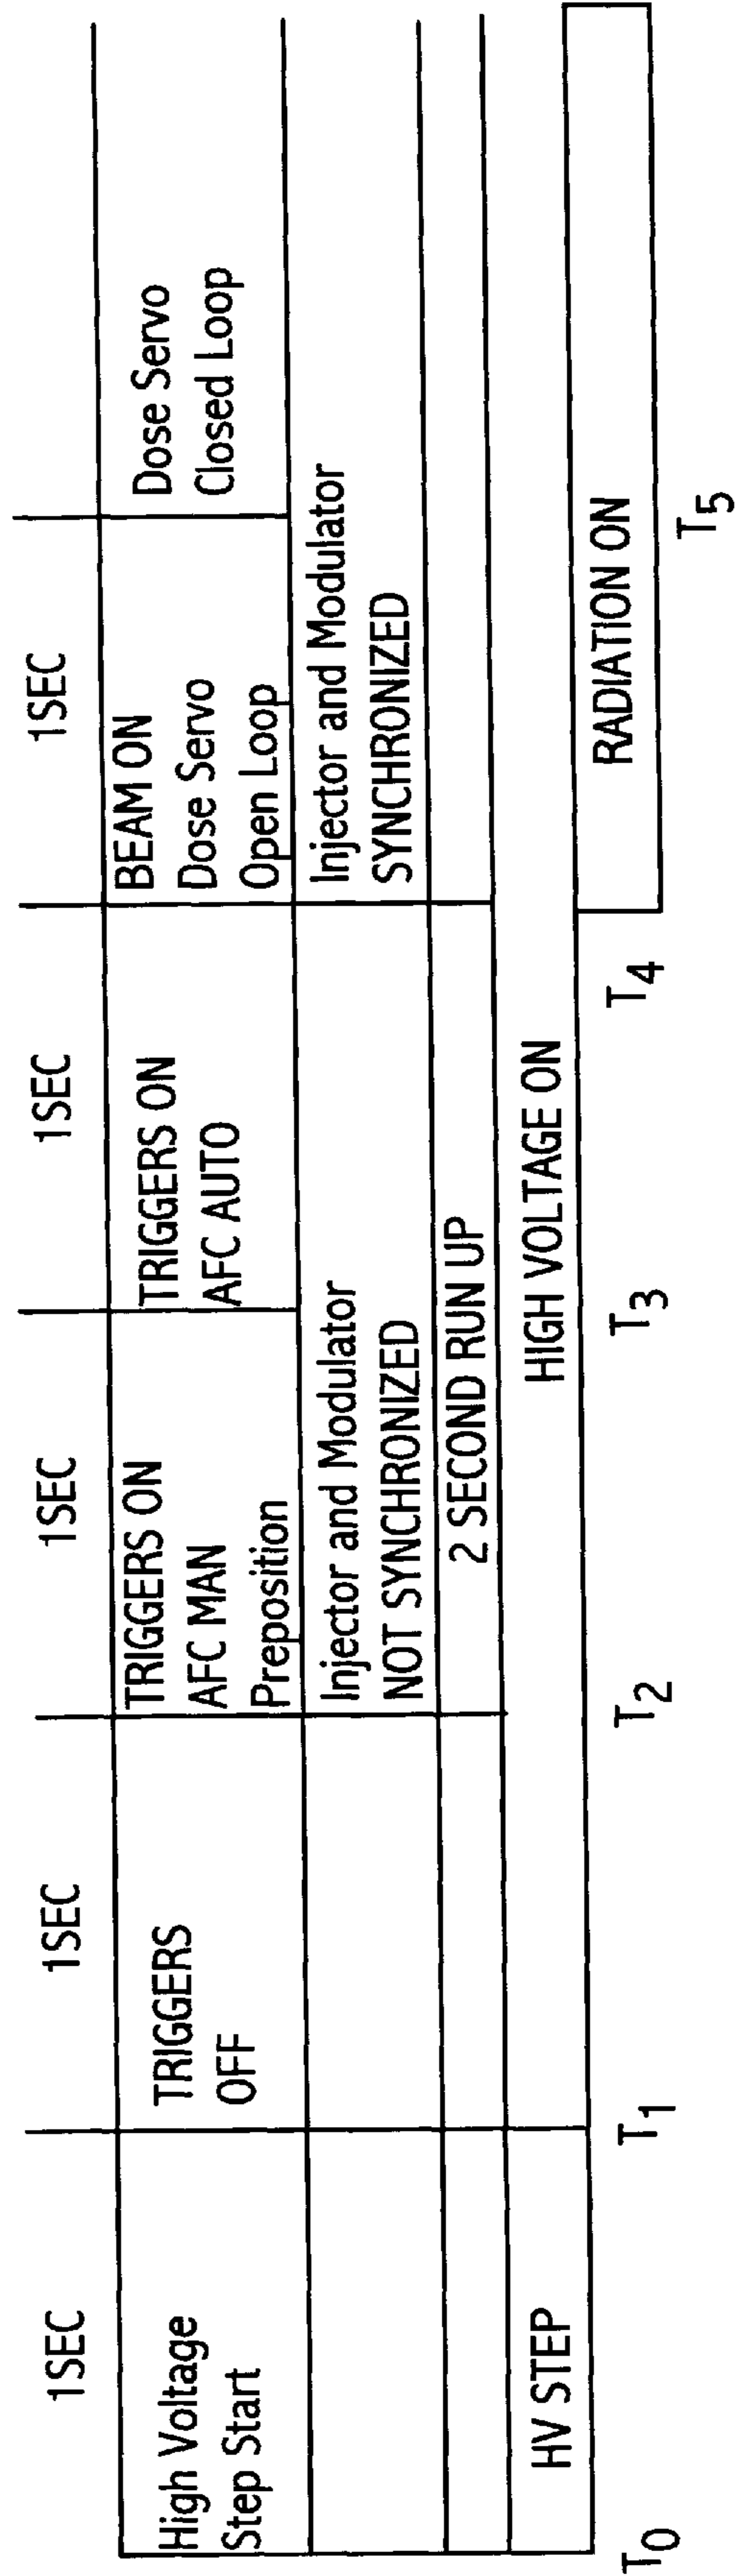 1SEC
1SEC
1SEC
1SEC
1SEC
High Voltage
Step Start
TRIGGERS
OFF
TRIGGERS ON
AFC MAN
Preposition
TRIGGERS ON
AFC AUTO
BEAM ON
Dose Servo
Open Loop
Dose Servo
Closed Loop
Injector and Modulator
NOT SYNCHRONIZED
Injector and Modulator
SYNCHRONIZED
2 SECOND RUN UP
HV STEP
HIGH VOLTAGE ON
RADIATION ON
T0
T1
T2
T3
T4
T5